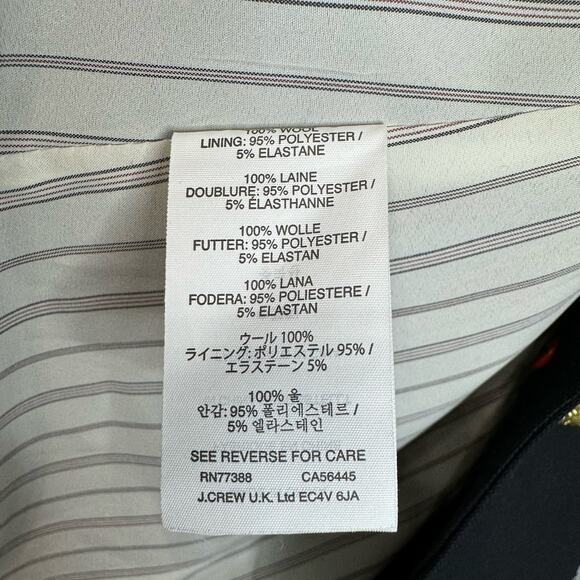 100% WOOL
LINING: 95% POLYESTER /
5% ELASTANE
100% LAINE
DOUBLURE: 95% POLYESTER /
5% ÉLASTHANNE
100% WOLLE
FUTTER: 95% POLYESTER /
5% ELASTAN
100% LANA
FODERA: 95% POLIESTERE /
5% ELASTAN
ウール 100%
ライニング: ポリエステル 95% /
エラステーン 5%
100% 울
안감: 95% 폴리에스테르 /
5% 엘라스테인
SEE REVERSE FOR CARE
RN77388 CA56445
J.CREW U.K. Ltd EC4V 6JA